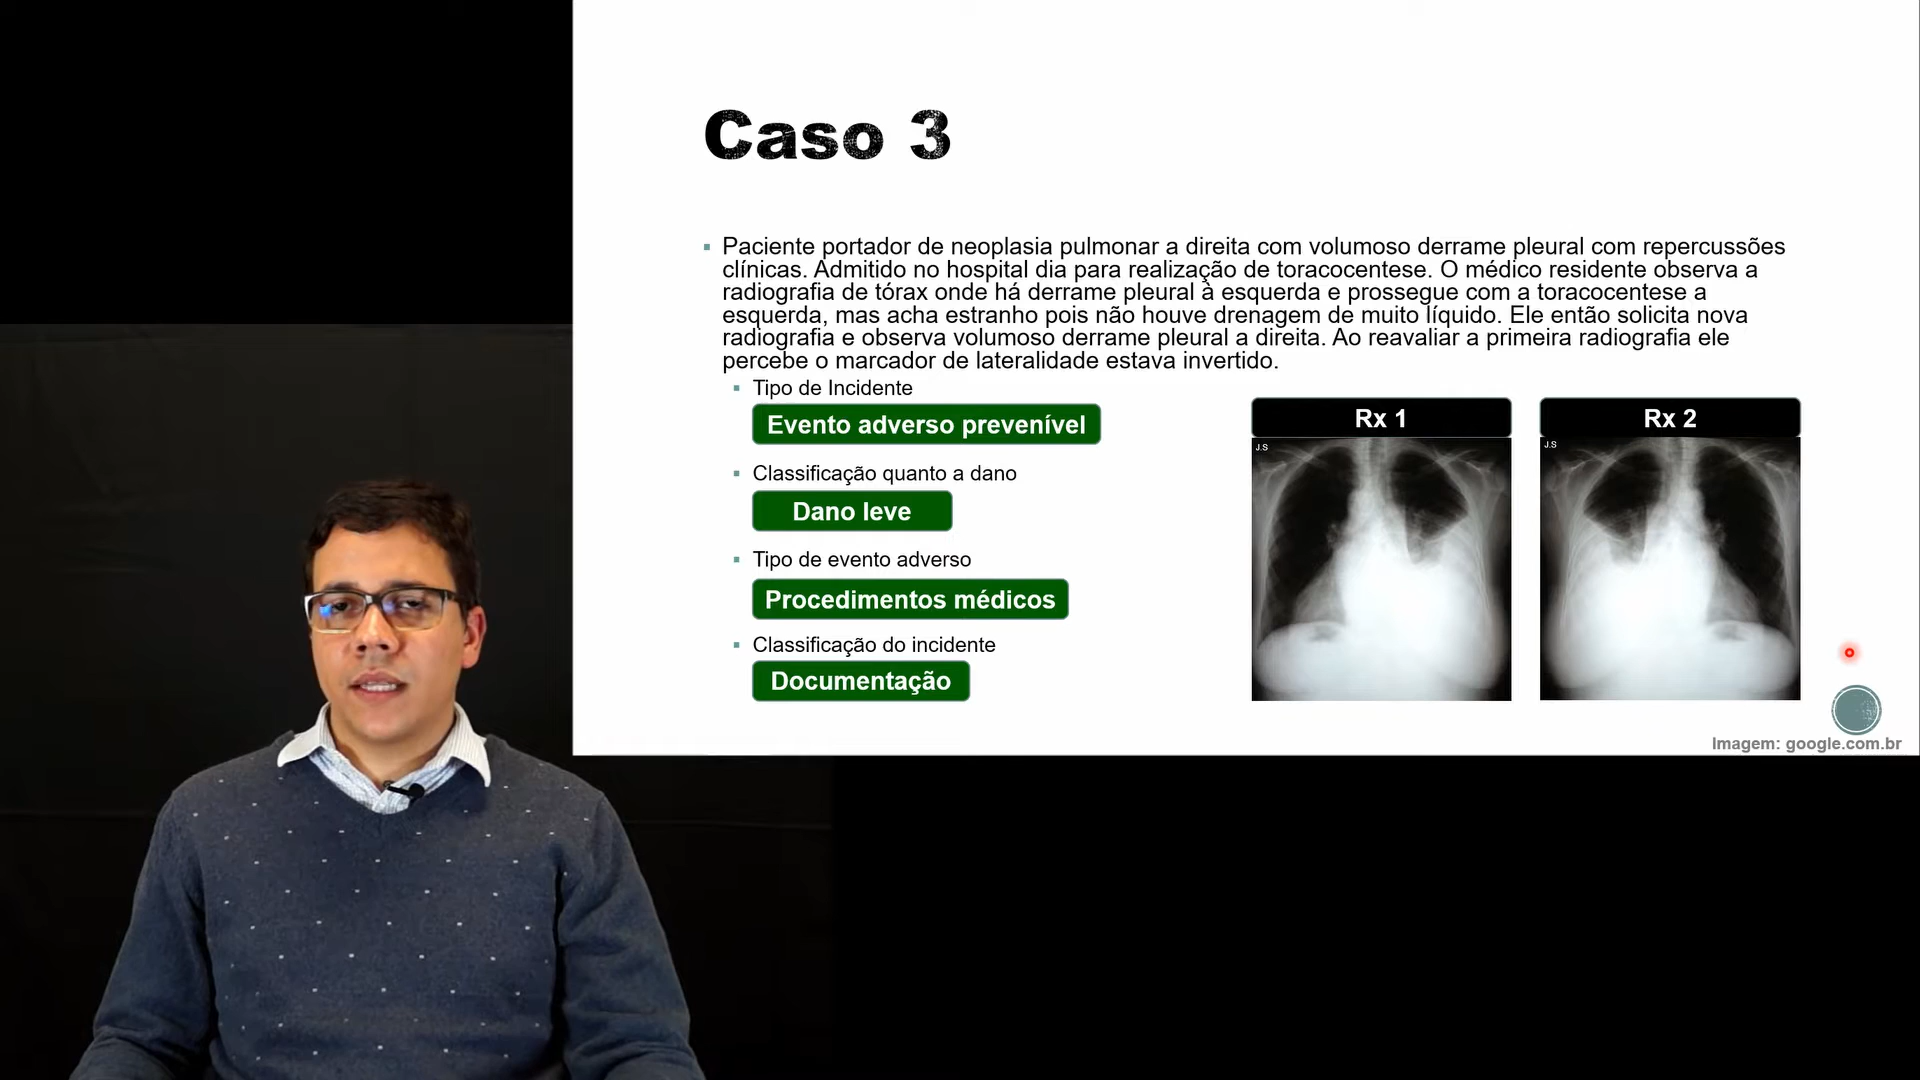 Caso 3
Paciente portador de neoplasia pulmonar a direita com volumoso derrame pleural com repercussões
clínicas. Admitido no hospital dia para realização de toracocentese. O médico residente observa a
radiografia de tórax onde há derrame pleural à esquerda e prossegue com a toracocentese a
esquerda, mas acha estranho pois não houve drenagem de muito líquido. Ele então solicita nova
radiografia e observa volumoso derrame pleural a direita. Ao reavaliar a primeira radiografia ele
percebe o marcador de lateralidade estava invertido.
Tipo de Incidente
Evento adverso prevenível
Classificação quanto a dano
Dano leve
Tipo de evento adverso
Procedimentos médicos
Classificação do incidente
Documentação
Rx 1
J.S
Rx 2
J.S
Imagem: google.com.br